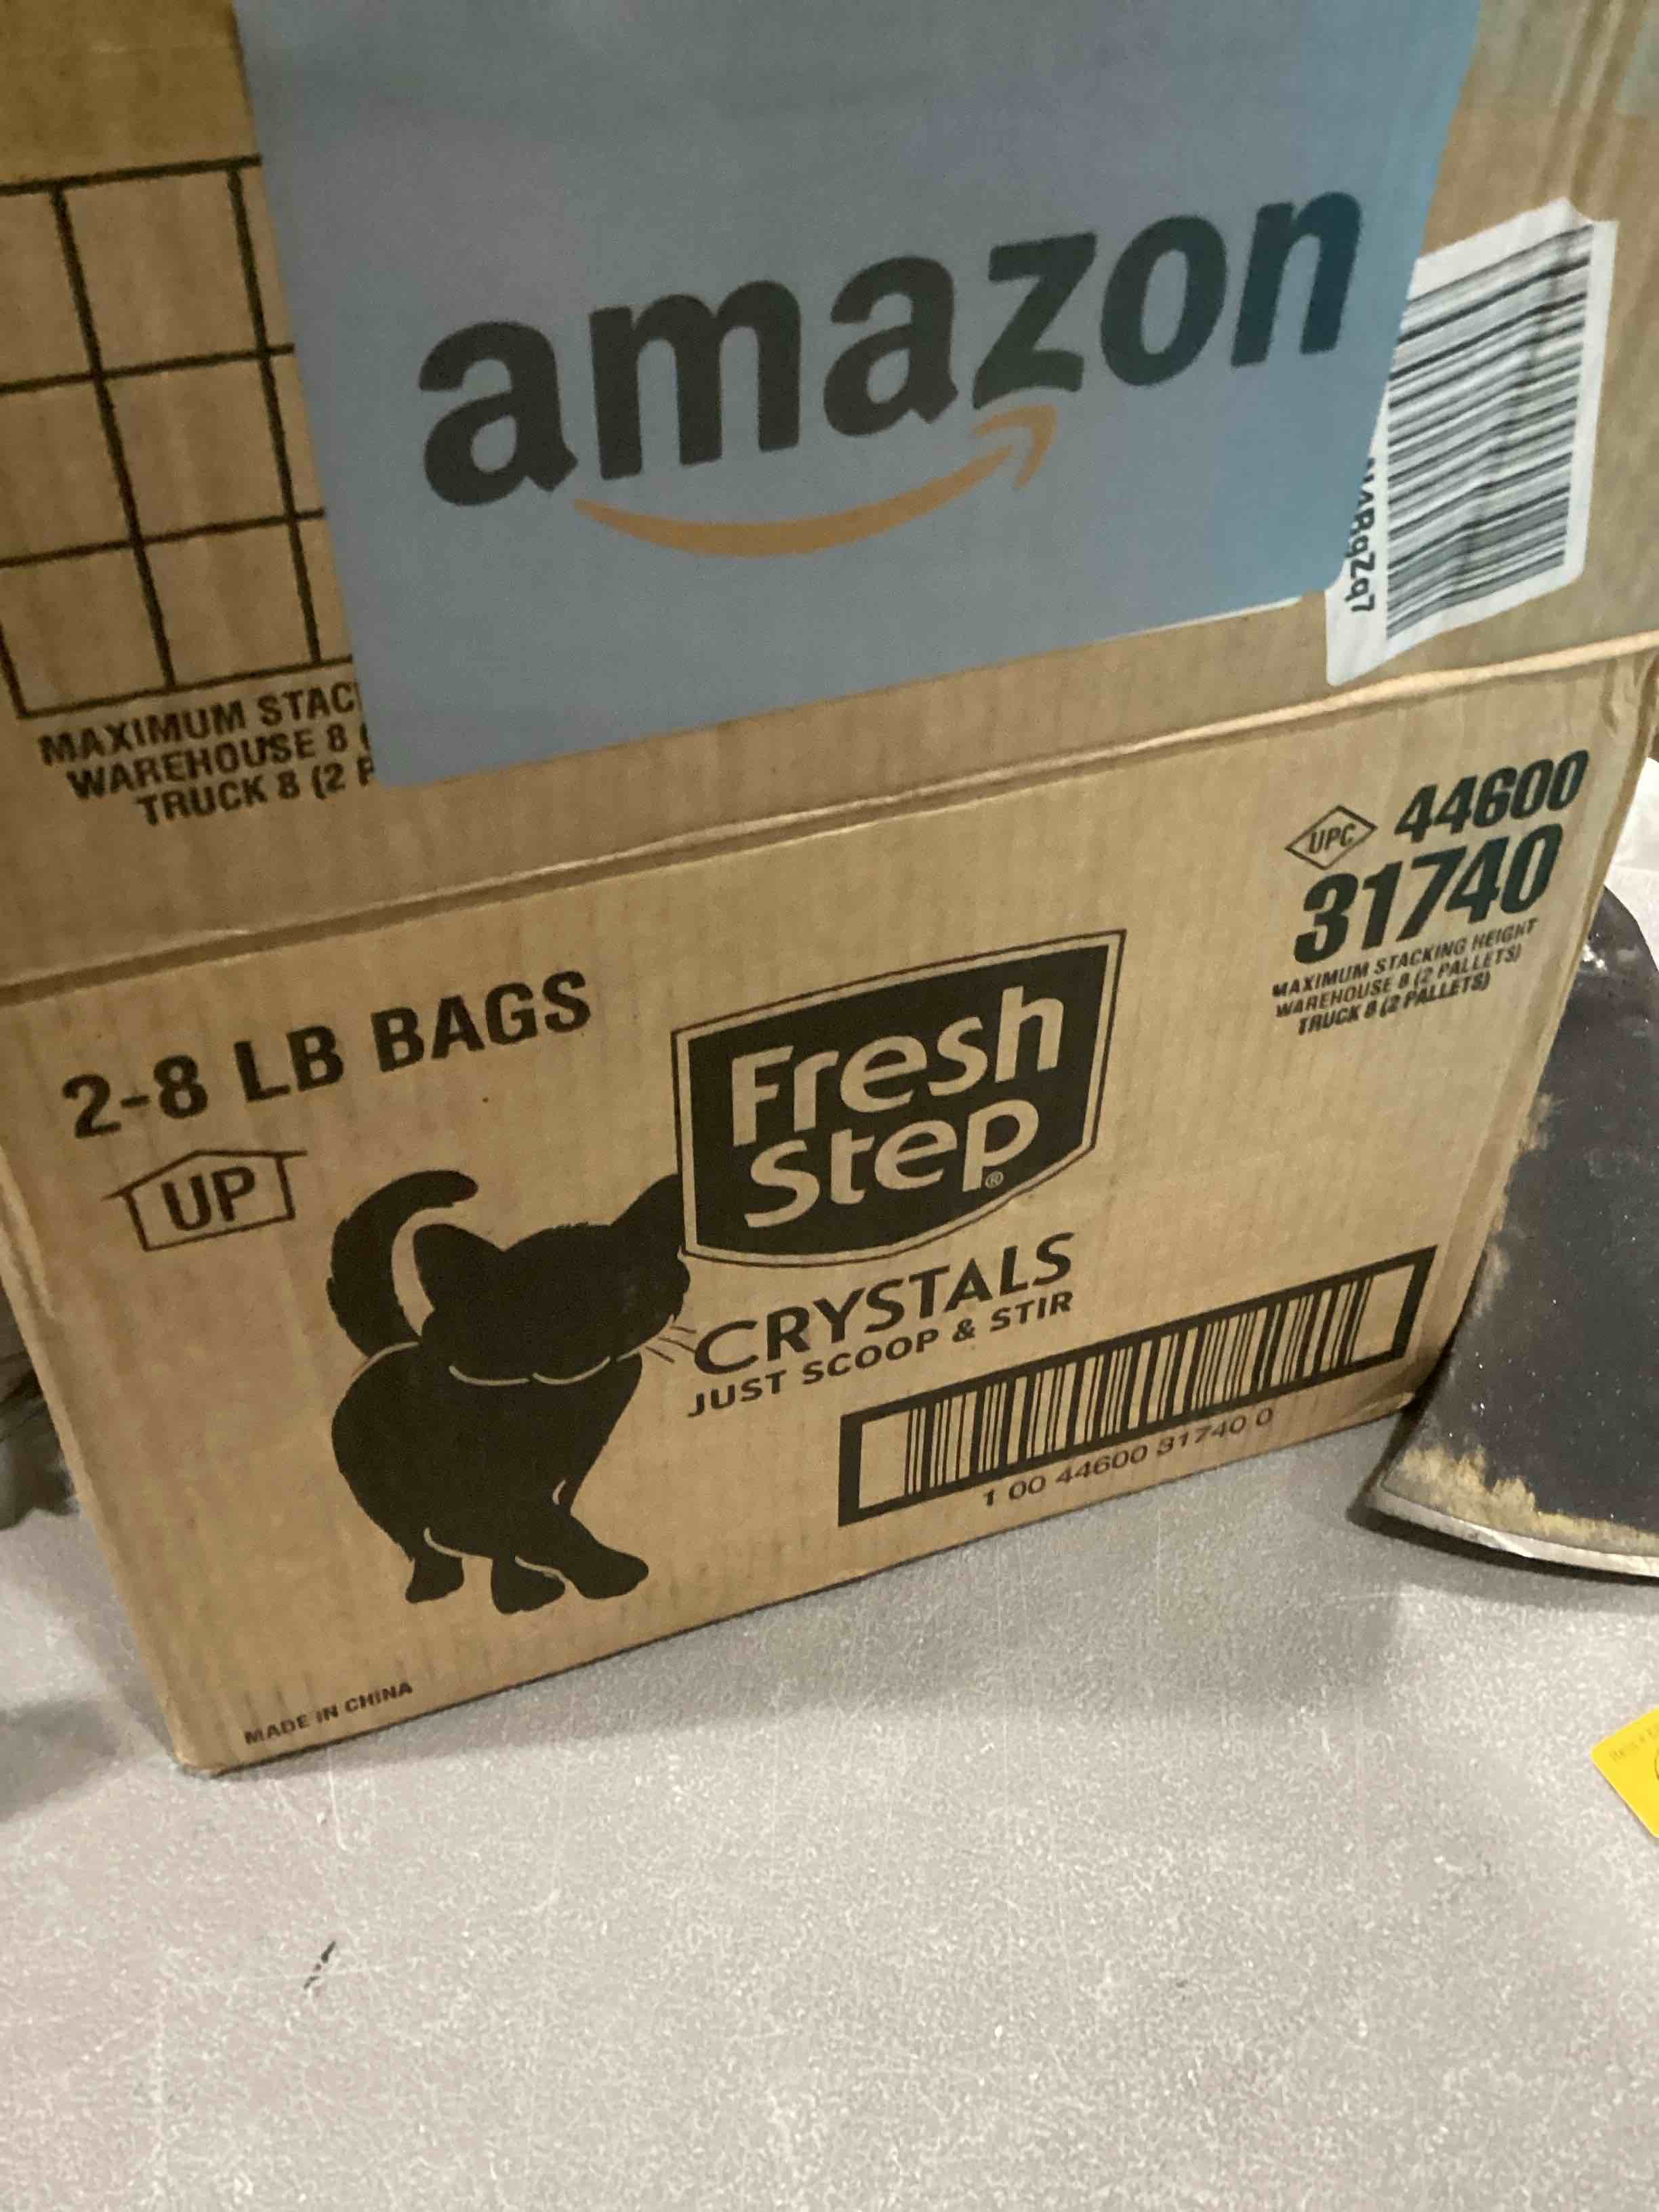 amazon
MAXIMUM STAC
WAREHOUSE 8 (
TRUCK 8 (2 P
UPC 44600
31740
MAXIMUM STACKING HEIGHT
WAREHOUSE 8 (2 PALLETS)
TRUCK 8 (2 PALLETS)
2-8 LB BAGS
UP
Fresh
Step®
CRYSTALS
JUST SCOOP & STIR
1 00 44600 31740 0
MADE IN CHINA